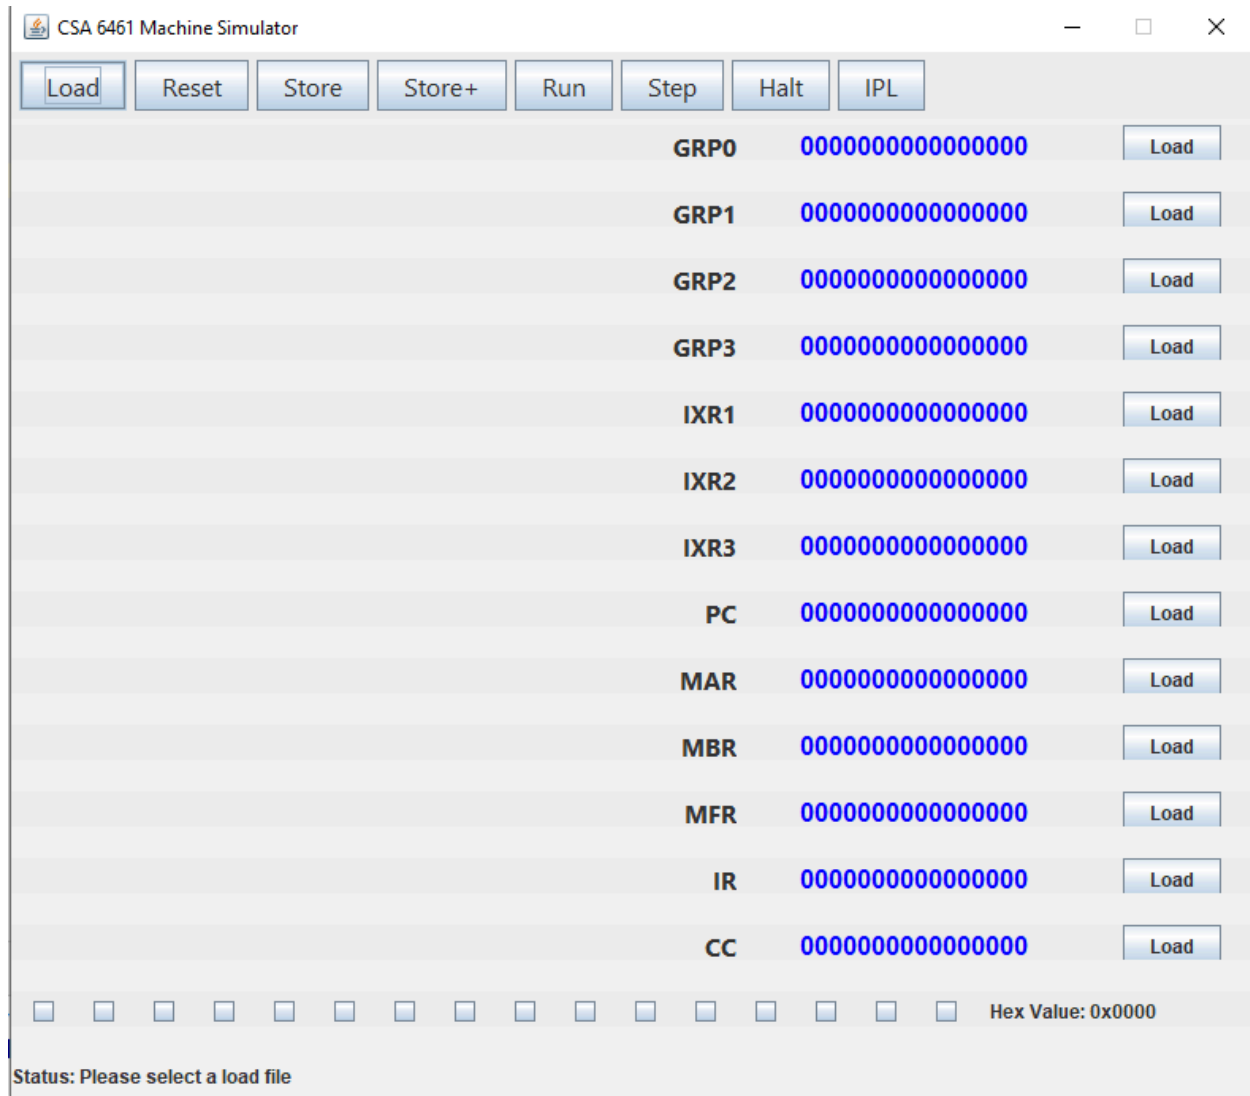 CSA 6461 Machine Simulator
Load Reset Store Store+ Run Step Halt IPL
GRP0 0000000000000000 Load
GRP1 0000000000000000 Load
GRP2 0000000000000000 Load
GRP3 0000000000000000 Load
IXR1 0000000000000000 Load
IXR2 0000000000000000 Load
IXR3 0000000000000000 Load
PC 0000000000000000 Load
MAR 0000000000000000 Load
MBR 0000000000000000 Load
MFR 0000000000000000 Load
IR 0000000000000000 Load
CC 0000000000000000 Load
Hex Value: 0x0000
Status: Please select a load file